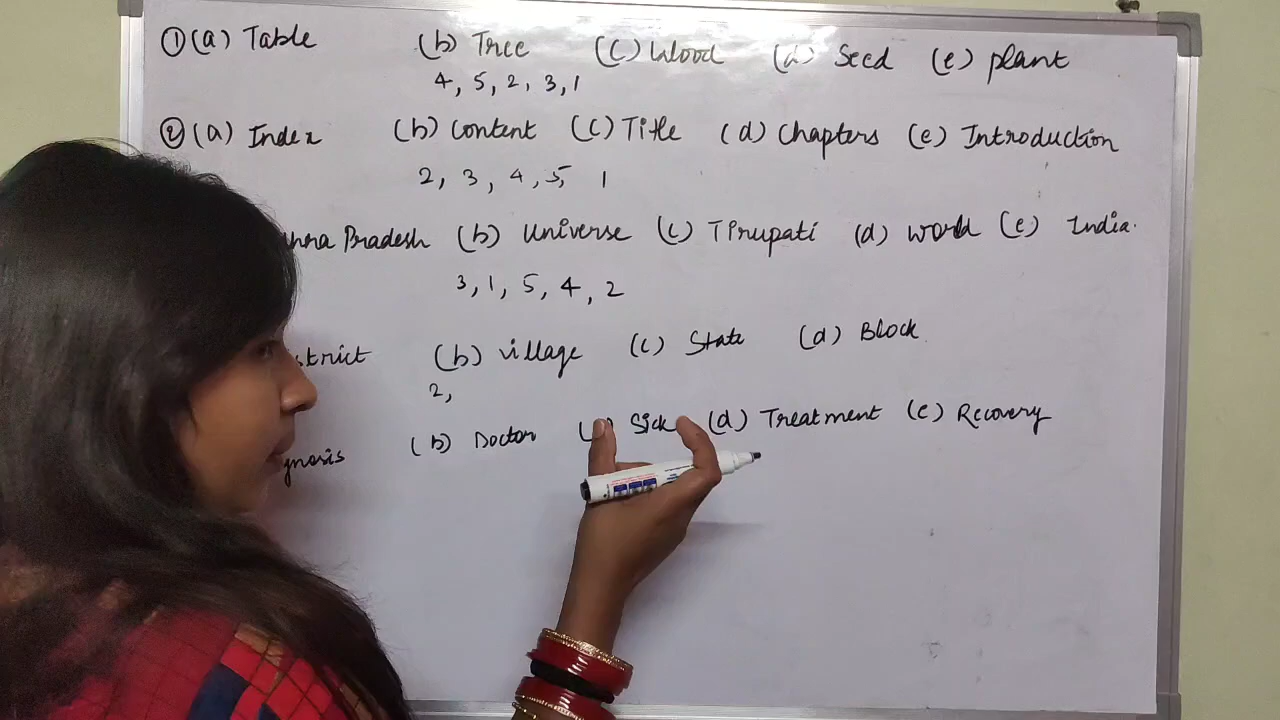 ① (a) Table (b) Tree (c) Wood (d) Seed (e) plant
4, 5, 2, 3, 1
② (a) Index (b) Content (c) Title (d) Chapters (e) Introduction
2, 3, 4, 5, 1
Pradesh (b) Universe (c) Tirupati (d) World (e) India.
3, 1, 5, 4, 2
strict (b) village (c) State (d) Block
2,
gnosis (b) Doctor Sick (d) Treatment (e) Recovery